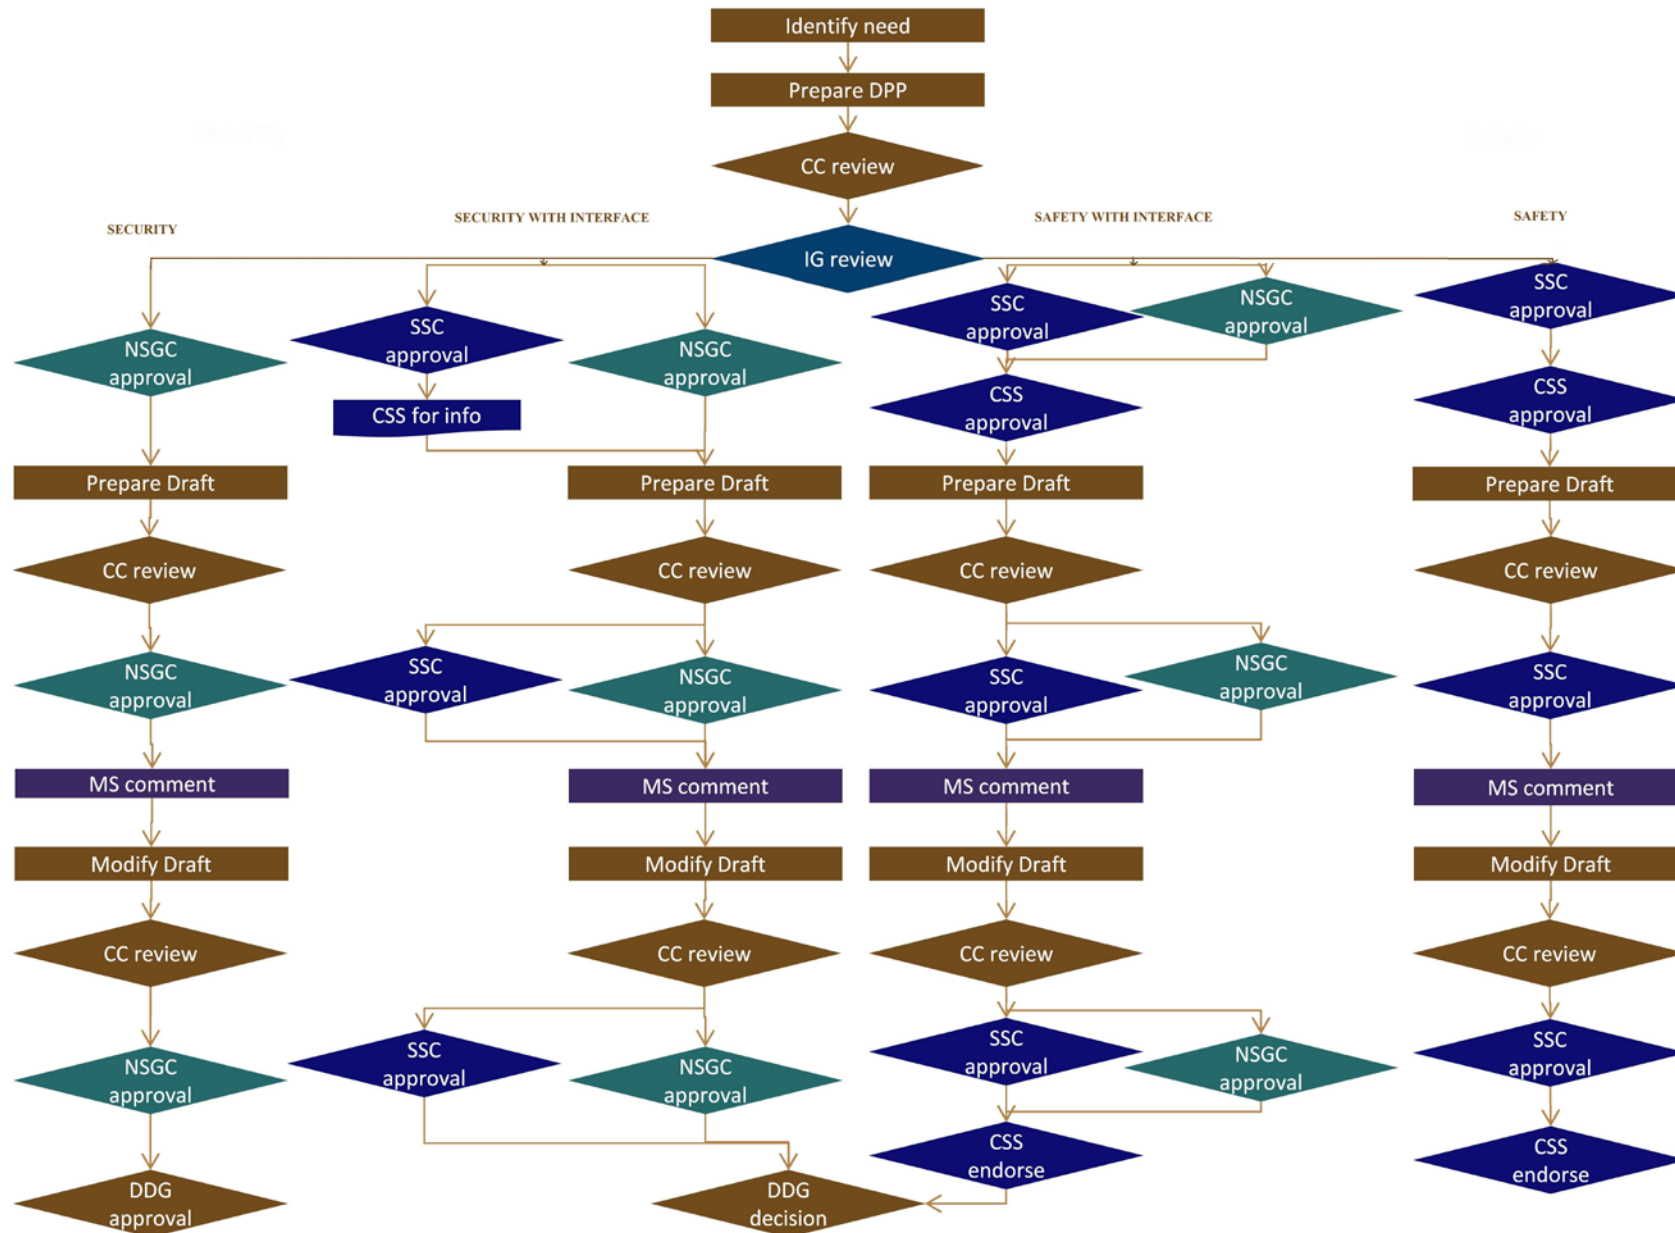 Identify need
Prepare DPP
CC review
SECURITY
SECURITY WITH INTERFACE
SAFETY WITH INTERFACE
SAFETY
IG review
NSGC
approval
SSC
approval
NSGC
approval
SSC
approval
NSGC
approval
SSC
approval
CSS for info
CSS
approval
CSS
approval
Prepare Draft
Prepare Draft
Prepare Draft
Prepare Draft
CC review
CC review
CC review
CC review
NSGC
approval
SSC
approval
NSGC
approval
SSC
approval
NSGC
approval
SSC
approval
MS comment
MS comment
MS comment
MS comment
Modify Draft
Modify Draft
Modify Draft
Modify Draft
CC review
CC review
CC review
CC review
NSGC
approval
SSC
approval
NSGC
approval
SSC
approval
NSGC
approval
SSC
approval
CSS
endorse
CSS
endorse
DDG
approval
DDG
decision